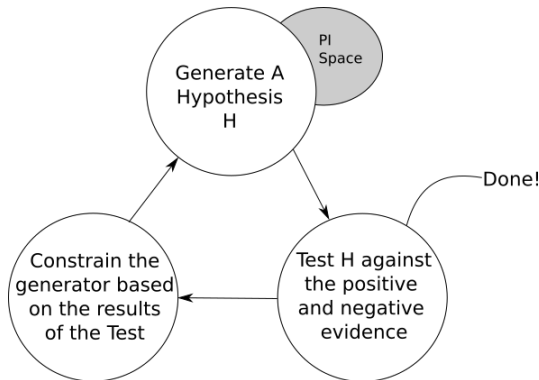 PI
Space
Generate A
Hypothesis
H
Done!
Test H against
the positive
and negative
evidence
Constrain the
generator based
on the results
of the Test